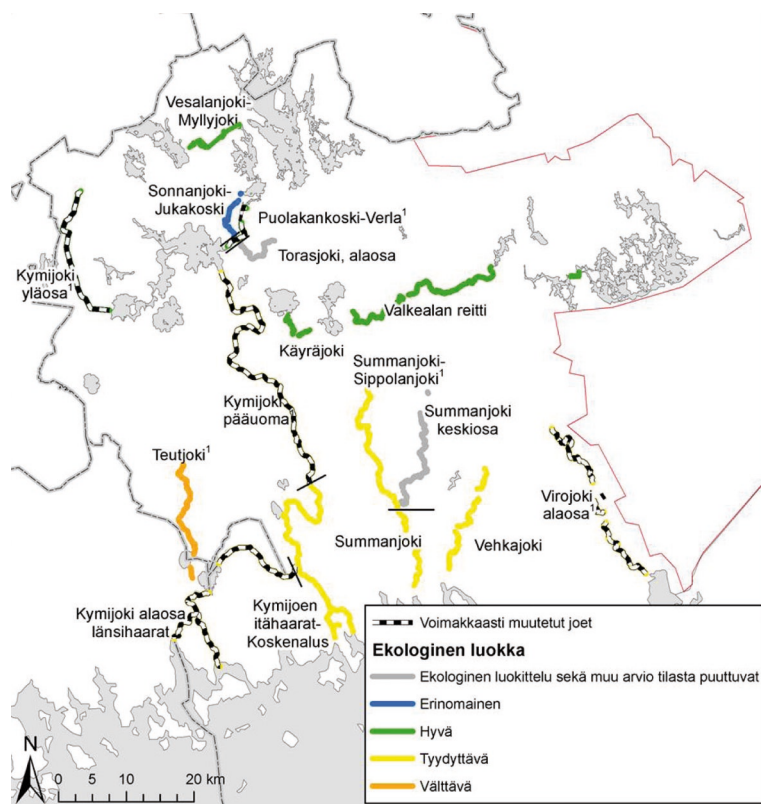 Vesalanjoki-
Myllyjoki
Sonnanjoki-
Jukakoski
Puolakankoski-Verla¹
Torasjoki, alaosa
Kymijoki
yläosa¹
Valkealan reitti
Käyräjoki
Summanjoki-
Sippolanjoki¹
Kymijoki
pääuoma
Summanjoki
keskiosa
Teutjoki¹
Virojoki
alaosa¹
Summanjoki
Vehkajoki
Kymijoki alaosa
länsihaarat
Kymijoen
itähaarat-
Koskenalus
Voimakkaasti muutetut joet
Ekologinen luokka
Ekologinen luokittelu sekä muu arvio tilasta puuttuvat
Erinomainen
Hyvä
Tyydyttävä
Välttävä
N
0 5 10 20 km